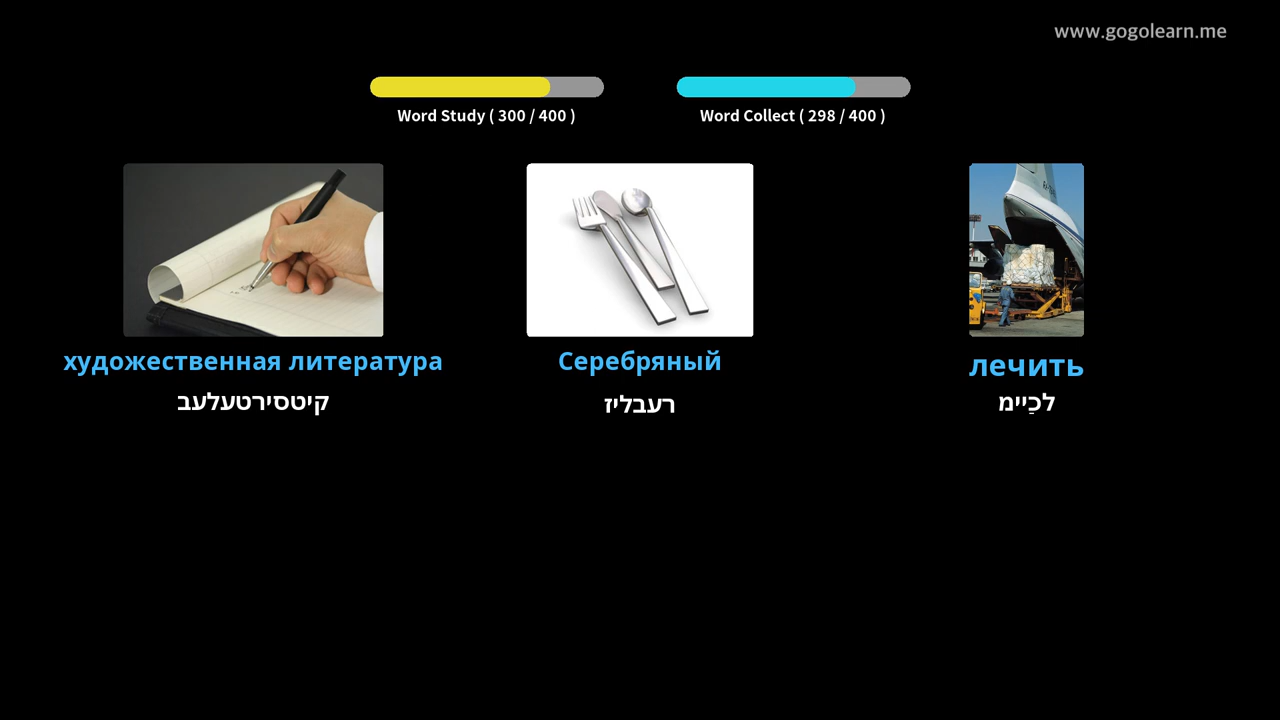 www.gogolearn.me
Word Study ( 300 / 400 )
Word Collect ( 298 / 400 )
художественная литература
קיטסירטעלעב
Серебряный
רעבליז
лечить
לכַיימ